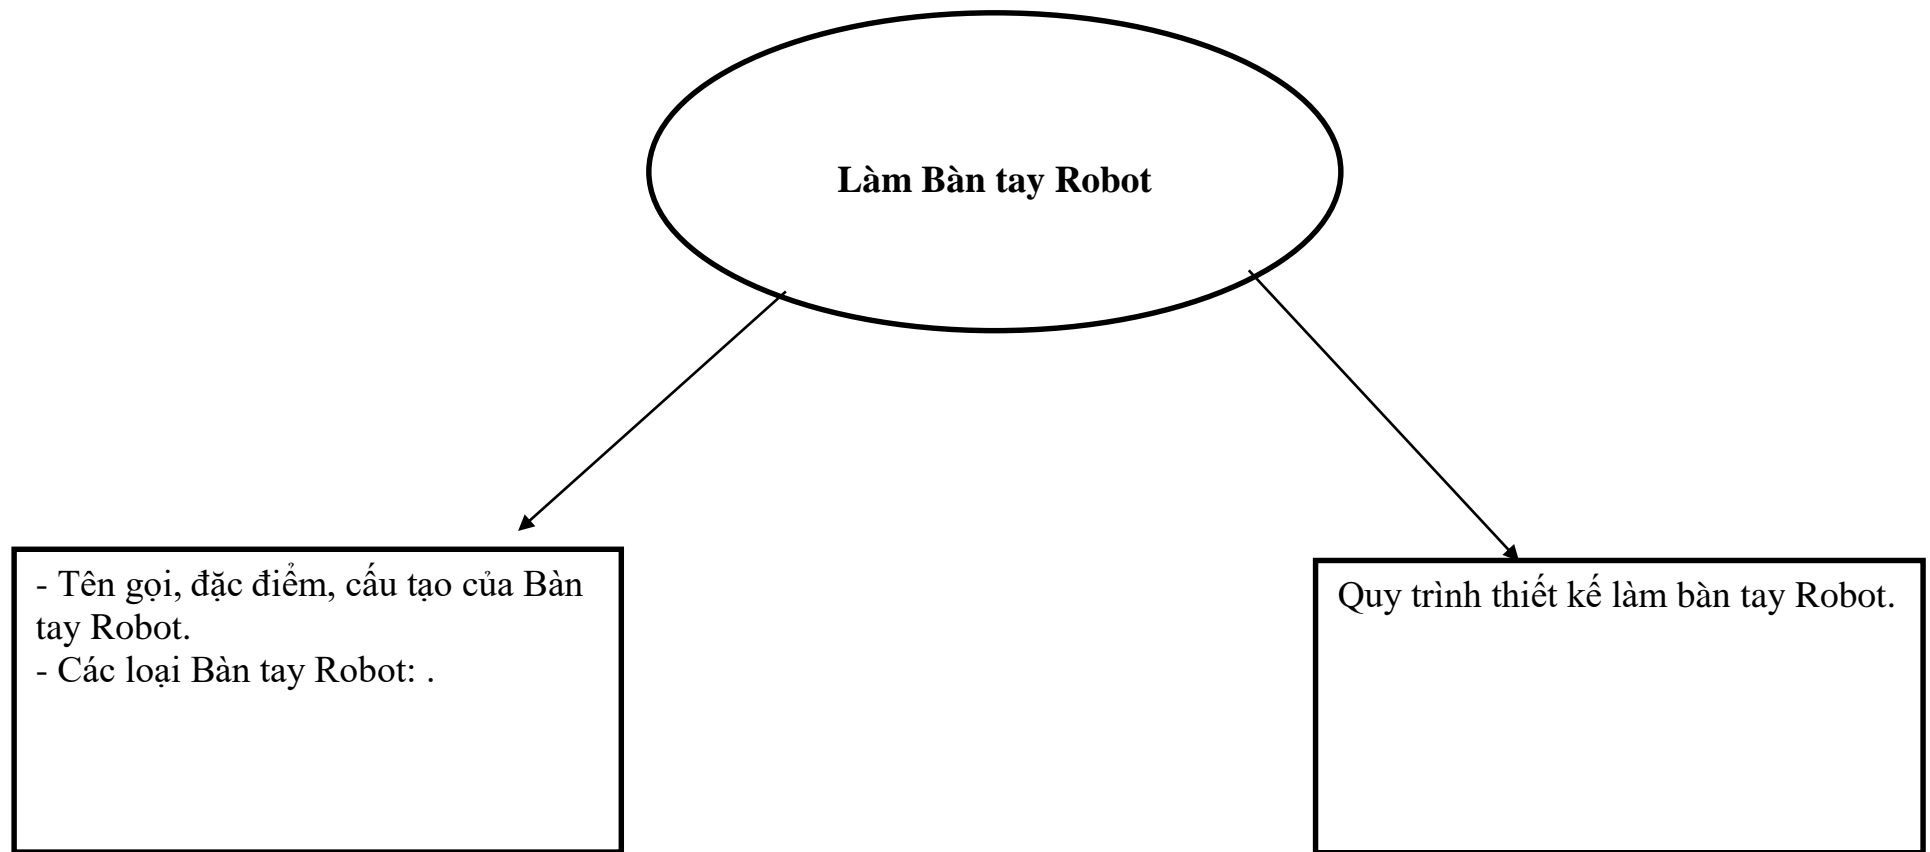 Làm Bàn tay Robot
- Tên gọi, đặc điểm, cấu tạo của Bàn
tay Robot.
- Các loại Bàn tay Robot: .
Quy trình thiết kế làm bàn tay Robot.